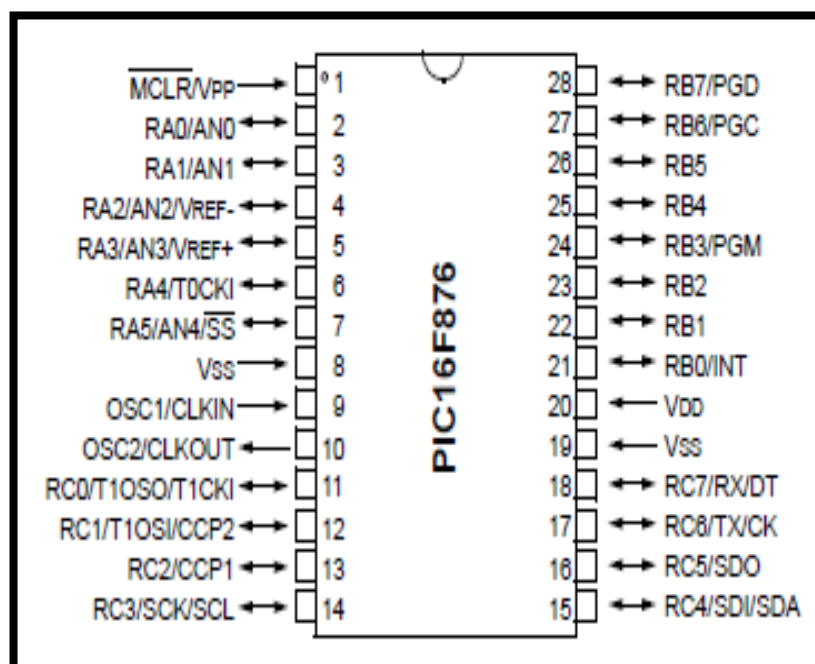 MCLR/VPP 1 28 RB7/PGD
RA0/AN0 2 27 RB6/PGC
RA1/AN1 3 26 RB5
RA2/AN2/VREF- 4 25 RB4
RA3/AN3/VREF+ 5 24 RB3/PGM
RA4/T0CKI 6 23 RB2
RA5/AN4/SS 7 22 RB1
VSS 8 21 RB0/INT
OSC1/CLKIN 9 20 VDD
OSC2/CLKOUT 10 19 VSS
RC0/T1OSO/T1CKI 11 18 RC7/RX/DT
RC1/T1OSI/CCP2 12 17 RC6/TX/CK
RC2/CCP1 13 16 RC5/SDO
RC3/SCK/SCL 14 15 RC4/SDI/SDA
PIC16F876